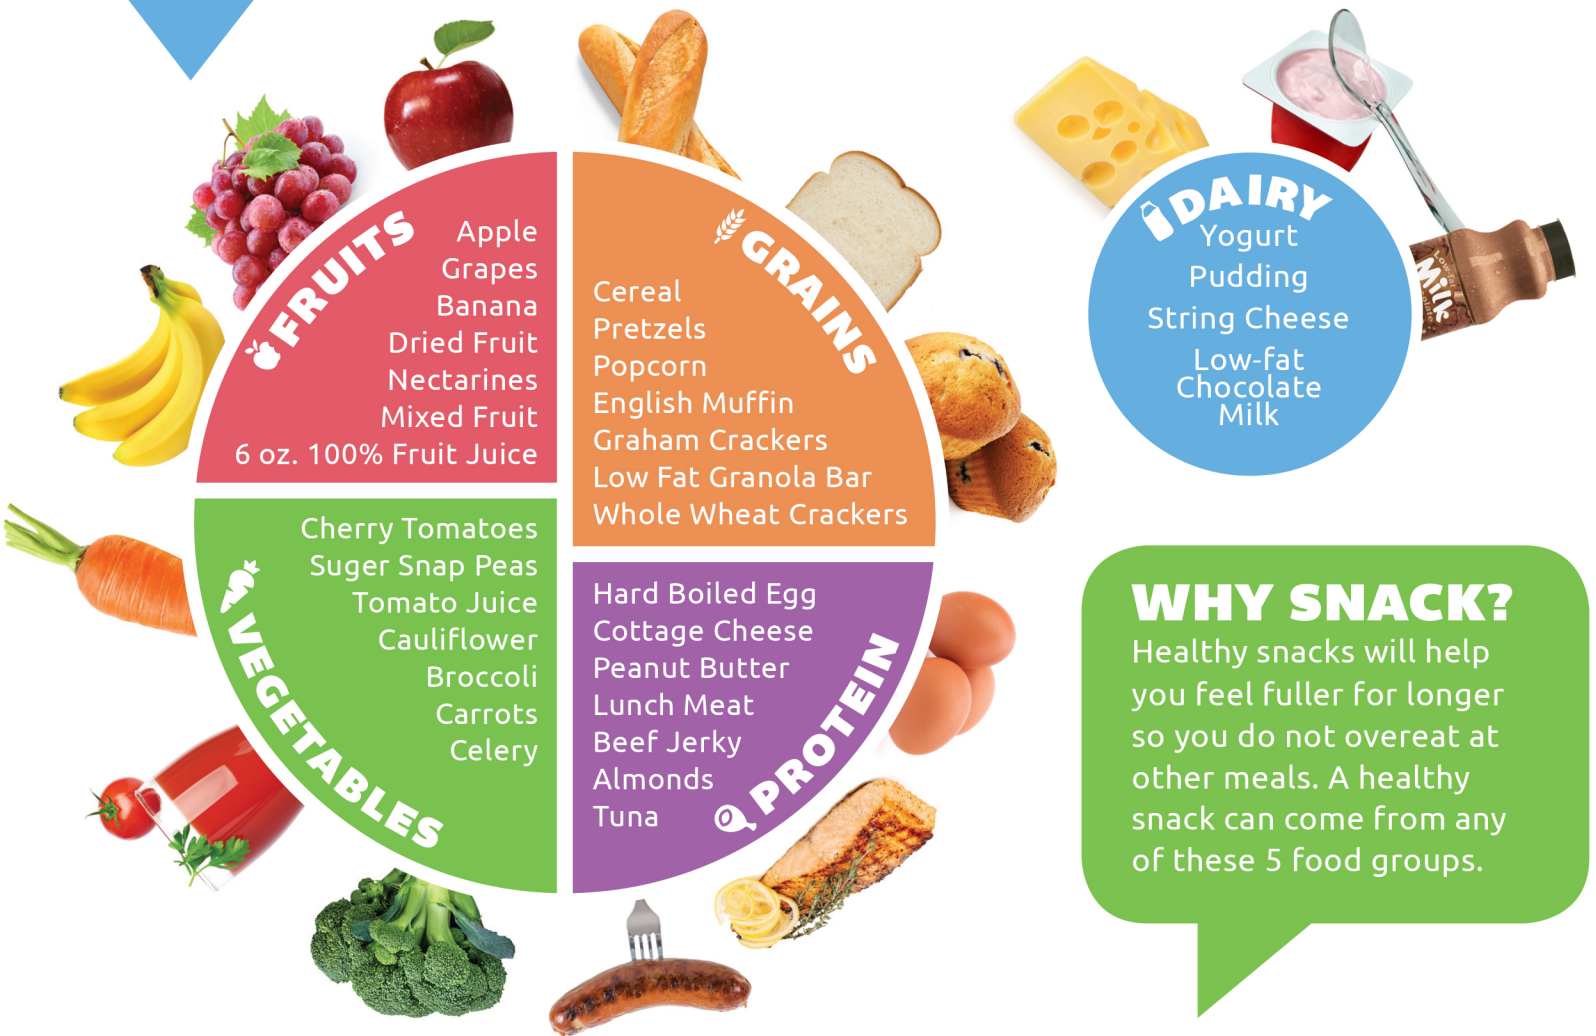 FRUITS
Apple
Grapes
Banana
Dried Fruit
Nectarines
Mixed Fruit
6 oz. 100% Fruit Juice
GRAINS
Cereal
Pretzels
Popcorn
English Muffin
Graham Crackers
Low Fat Granola Bar
Whole Wheat Crackers
VEGETABLES
Cherry Tomatoes
Suger Snap Peas
Tomato Juice
Cauliflower
Broccoli
Carrots
Celery
PROTEIN
Hard Boiled Egg
Cottage Cheese
Peanut Butter
Lunch Meat
Beef Jerky
Almonds
Tuna
DAIRY
Yogurt
Pudding
String Cheese
Low-fat
Chocolate
Milk
Low-fat
Milk
WHY SNACK?
Healthy snacks will help
you feel fuller for longer
so you do not overeat at
other meals. A healthy
snack can come from any
of these 5 food groups.